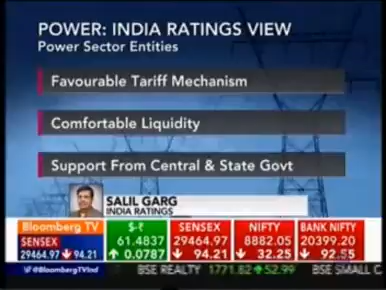 POWER: INDIA RATINGS VIEW
Power Sector Entities
Favourable Tariff Mechanism
Comfortable Liquidity
Support From Central & State Govt
SALIL GARG
INDIA RATINGS
Bloomberg TV
SENSEX
29464.97 ▼ 94.21
$-₹
61.4837
▲ 0.0787
SENSEX
29464.97
▼ 94.21
NIFTY
8882.05
▼ 32.25
BANK NIFTY
20399.20
▼ 92.55
@BloombergTVInd
BSE REALTY 1771.82 ▲ 52.99 BSE SMALL C